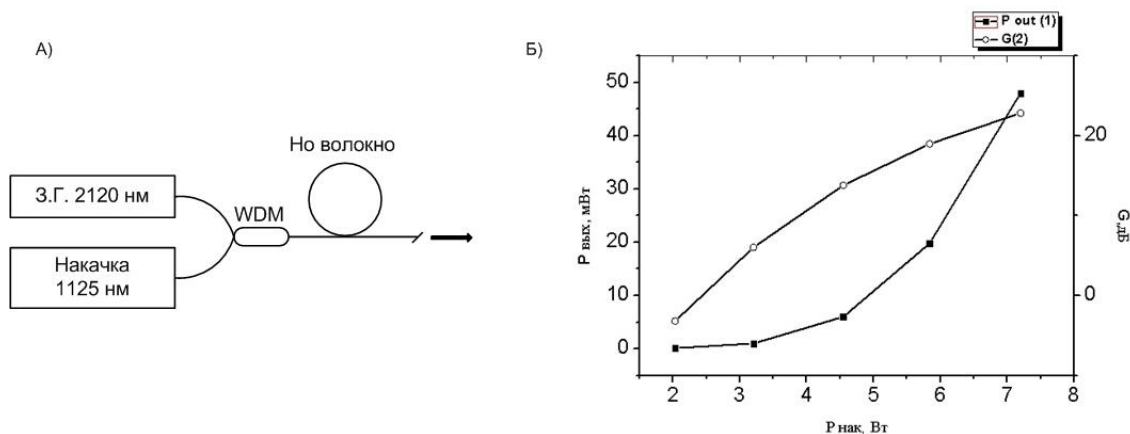 А)
З.Г. 2120 нм
Накачка
1125 нм
WDM
Но волокно
Б)
P out (1)
G(2)
50
40
30
20
10
0
P вых, мВт
20
0
G,дБ
2 3 4 5 6 7 8
P нак, Вт